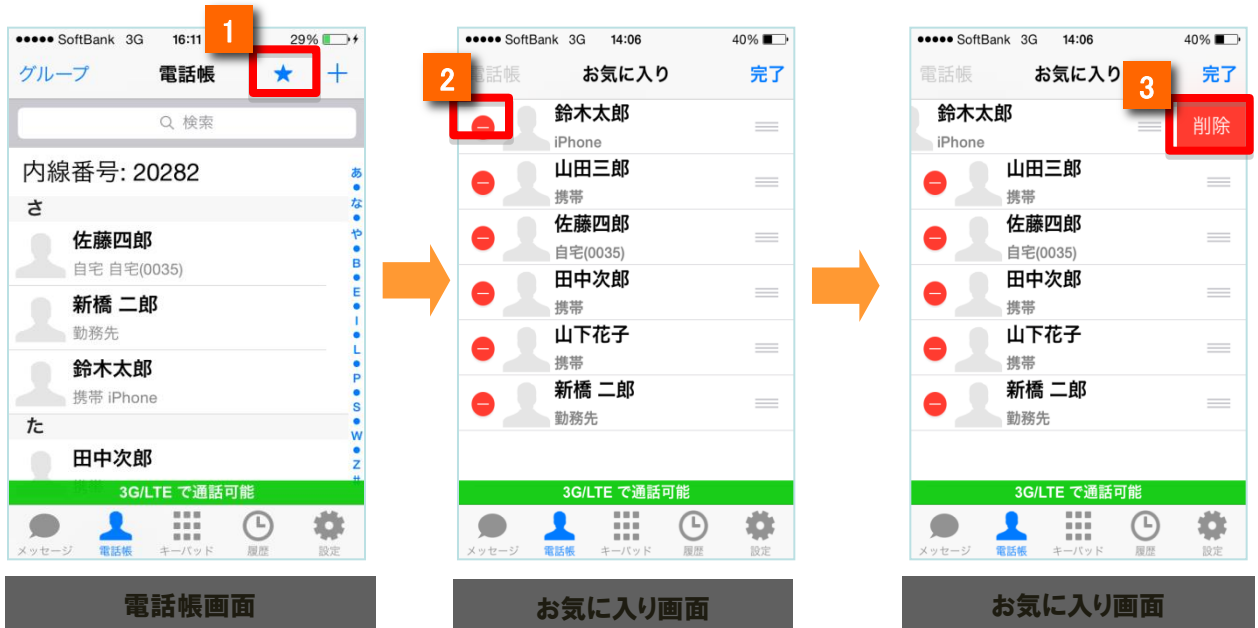 1
SoftBank 3G 16:11 29%
グループ 電話帳 ★ +
検索
内線番号: 20282
さ
佐藤四郎
自宅 自宅(0035)
新橋 二郎
勤務先
鈴木太郎
携帯 iPhone
た
田中次郎
携帯
あ
な
や
B
E
I
L
P
S
W
Z
#
3G/LTE で通話可能
メッセージ 電話帳 キーパッド 履歴 設定
電話帳画面
2
SoftBank 3G 14:06 40%
電話帳 お気に入り 完了
鈴木太郎
iPhone
山田三郎
携帯
佐藤四郎
自宅(0035)
田中次郎
携帯
山下花子
携帯
新橋 二郎
勤務先
3G/LTE で通話可能
メッセージ 電話帳 キーパッド 履歴 設定
お気に入り画面
3
SoftBank 3G 14:06 40%
電話帳 お気に入り 完了
鈴木太郎
iPhone
削除
山田三郎
携帯
佐藤四郎
自宅(0035)
田中次郎
携帯
山下花子
携帯
新橋 二郎
勤務先
3G/LTE で通話可能
メッセージ 電話帳 キーパッド 履歴 設定
お気に入り画面